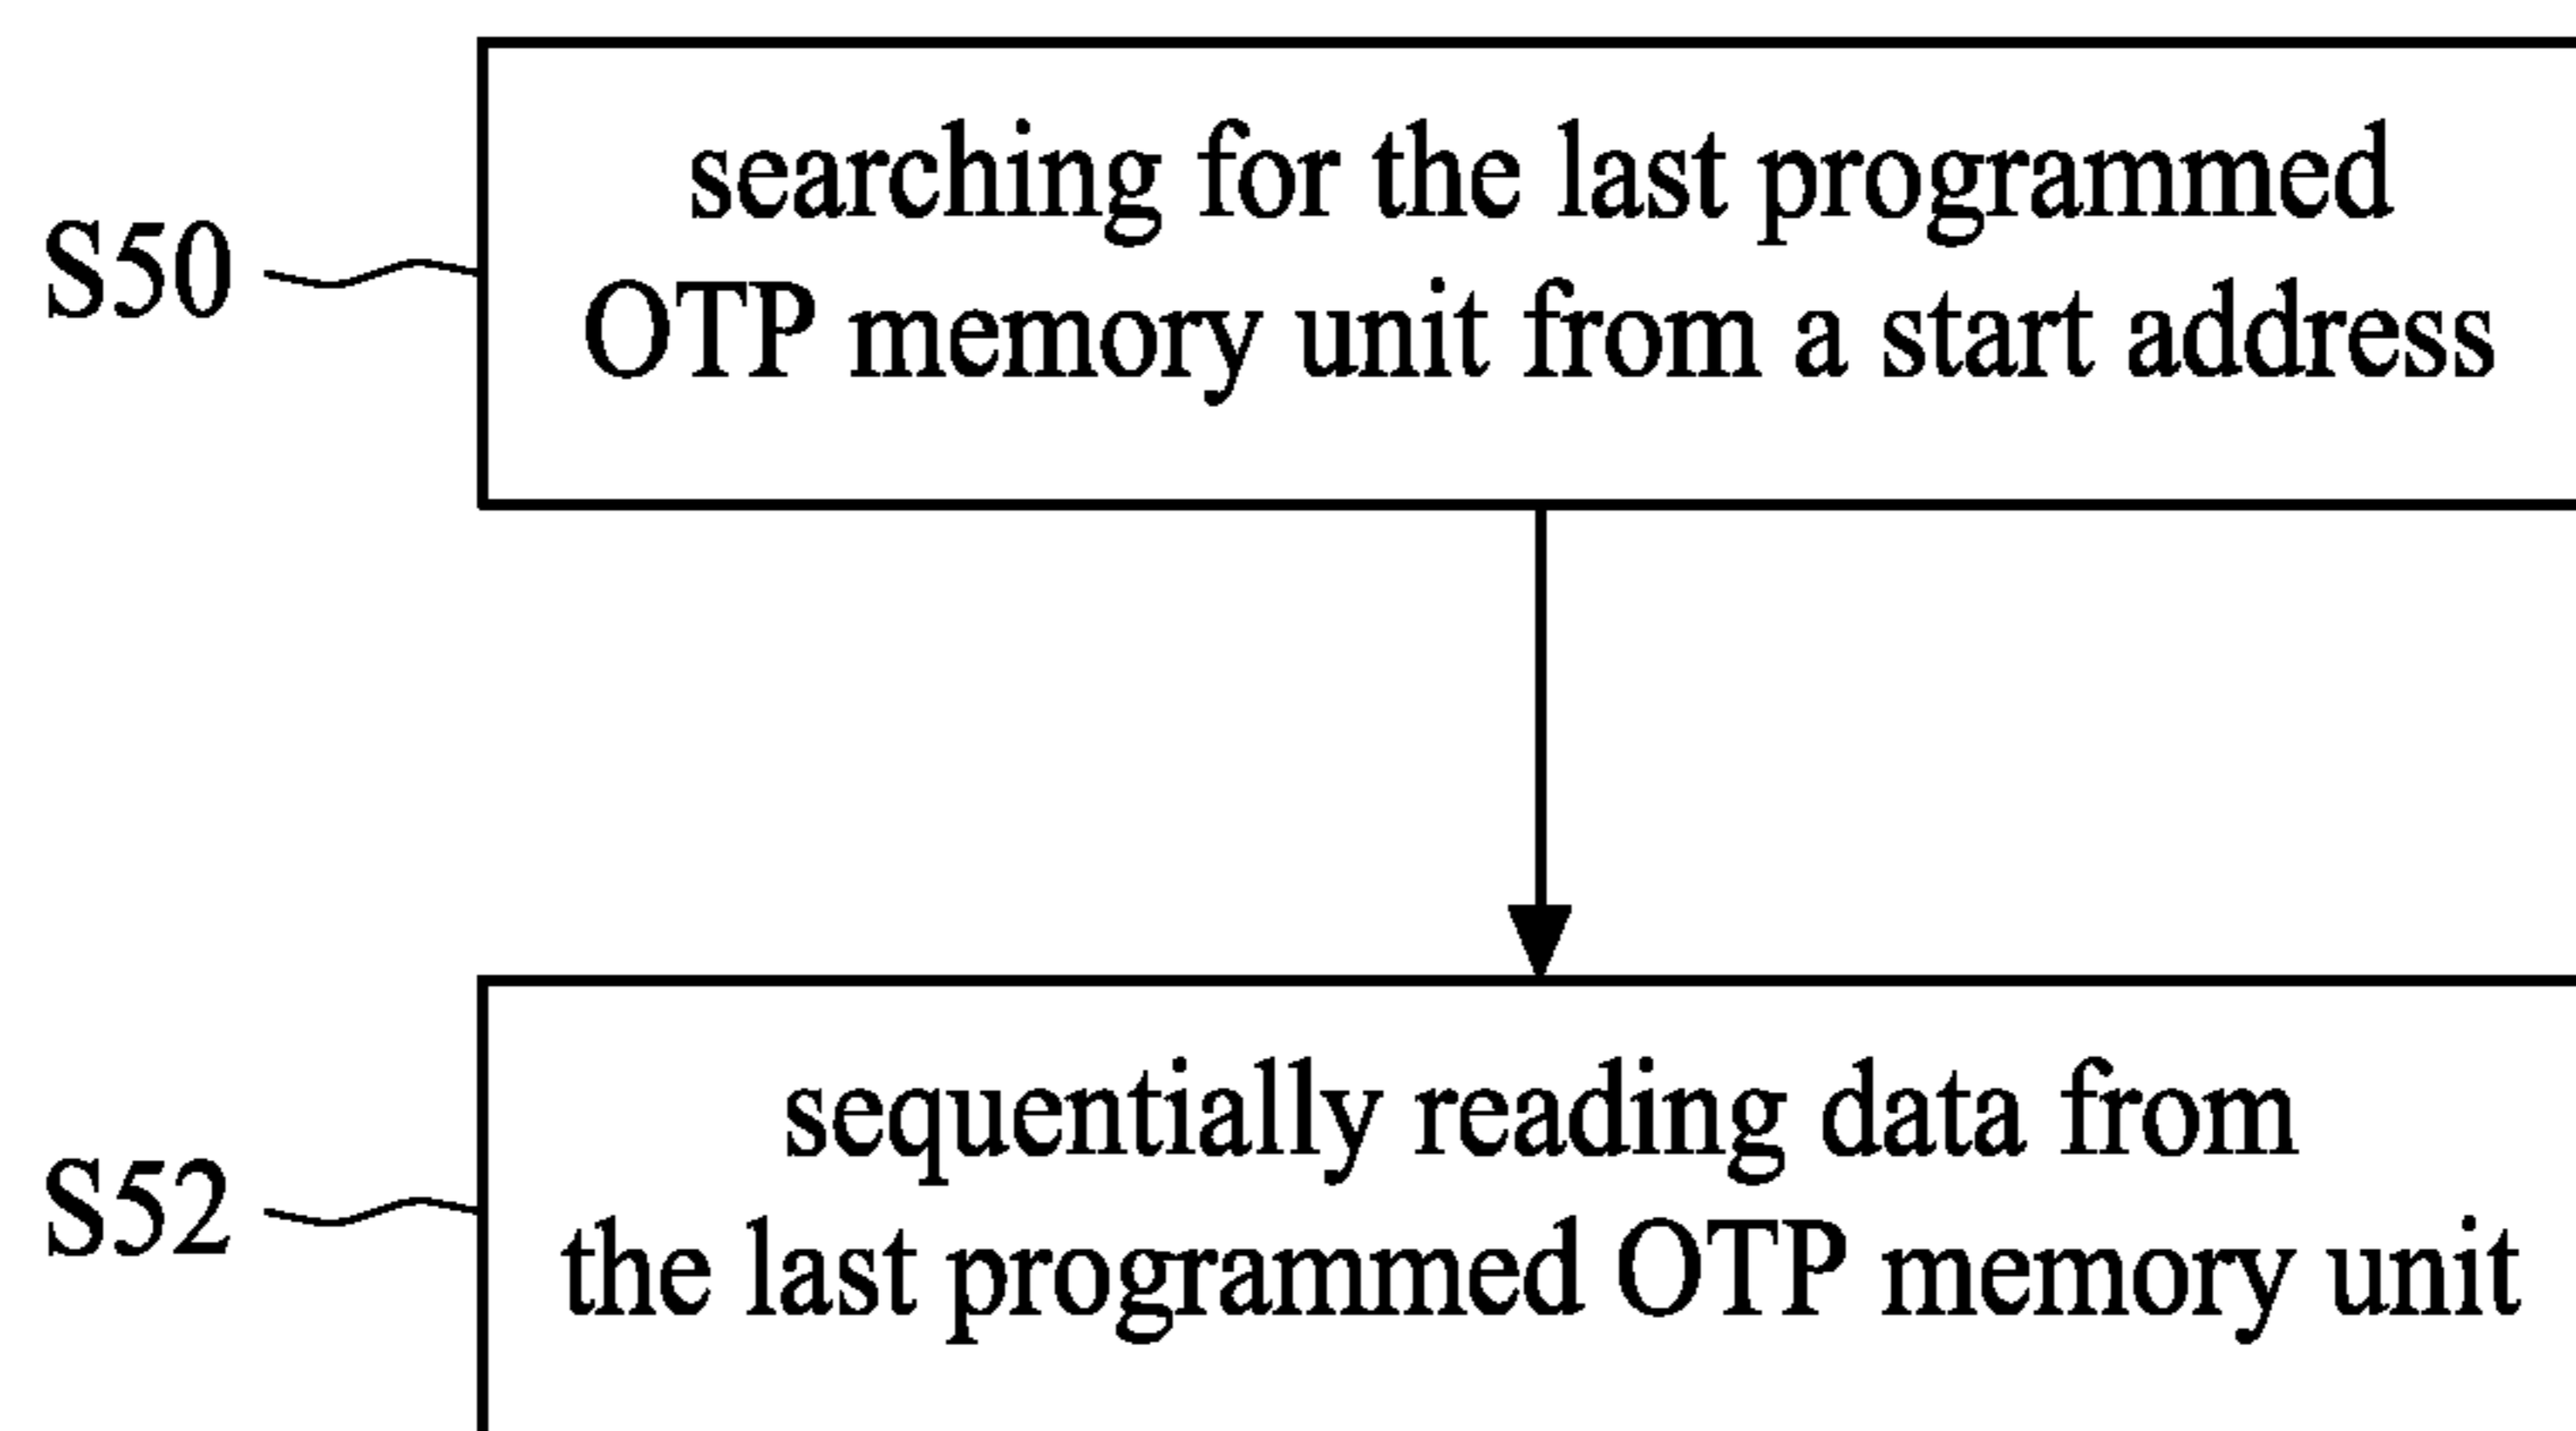 S50
searching for the last programmed
OTP memory unit from a start address
S52
sequentially reading data from
the last programmed OTP memory unit